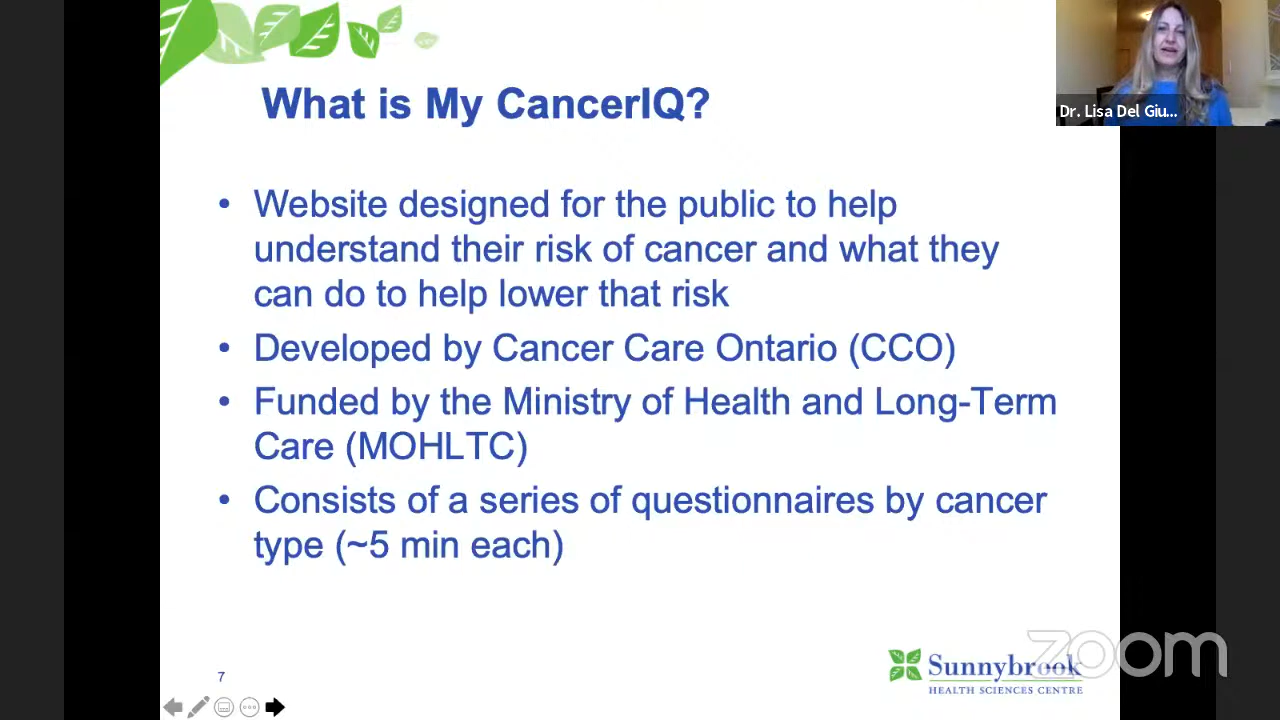 What is My CancerIQ?
Dr. Lisa Del Giu...
• Website designed for the public to help
understand their risk of cancer and what they
can do to help lower that risk
• Developed by Cancer Care Ontario (CCO)
• Funded by the Ministry of Health and Long-Term
Care (MOHLTC)
• Consists of a series of questionnaires by cancer
type (~5 min each)
7
Sunnybrook
HEALTH SCIENCES CENTRE
zoom